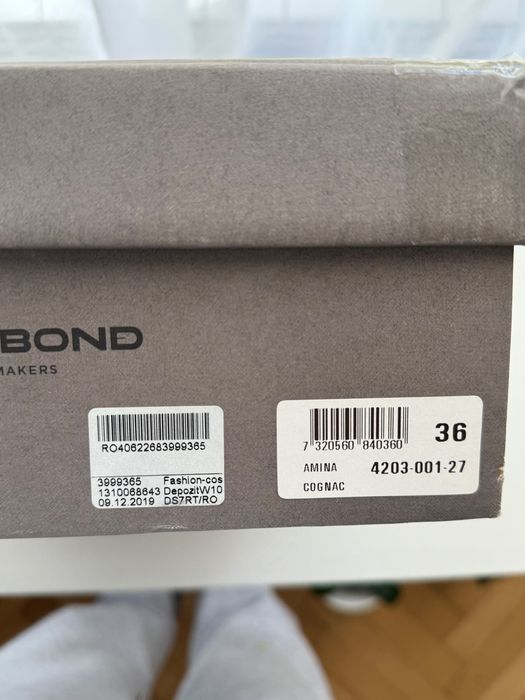 BOND
MAKERS
RO40622683999365
3999365 Fashion-cos
1310068643 DepozitW10
09.12.2019 DS7RT/RO
7 320560 840360 36
AMINA 4203-001-27
COGNAC